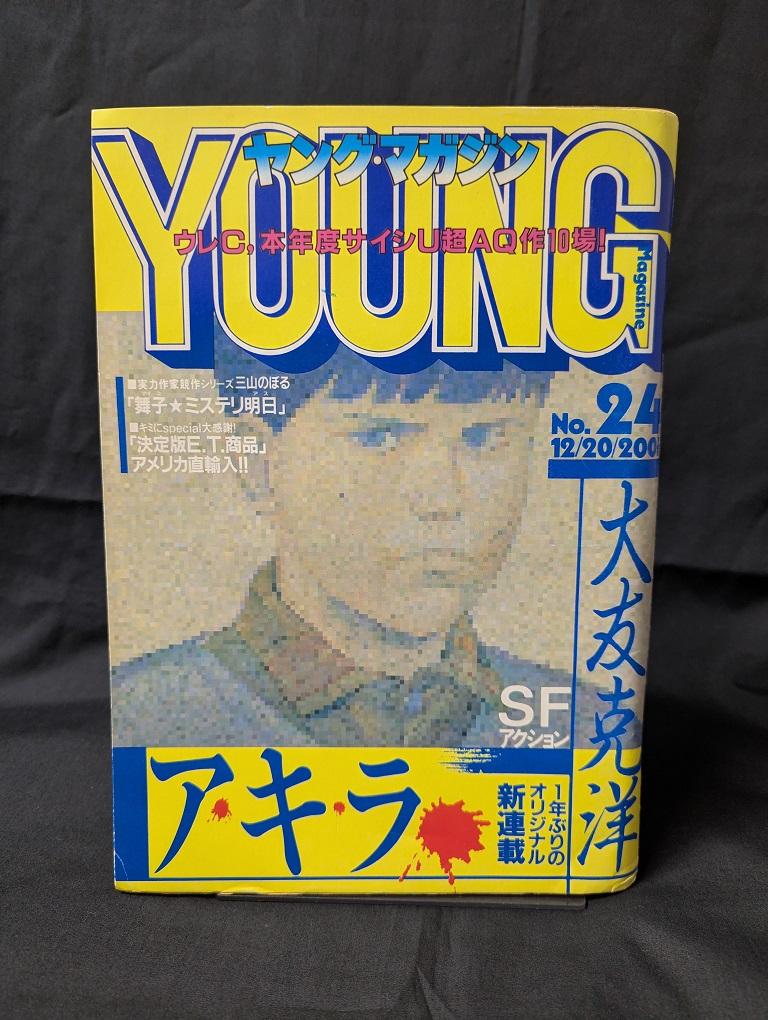 YOUNG
ヤング・マガジン
Magazine
ウレC,本年度サイシU超AQ作10場!
■実力作家競作シリーズ三山のぼる
「舞子★ミステリ明日」
■キミにspecial大感謝!
「決定版E.T.商品」
アメリカ直輸入!!
No. 24
12/20/200
大友克洋
SF
アクション
ア・キ・ラ
1年ぶりの
オリジナル
新連載